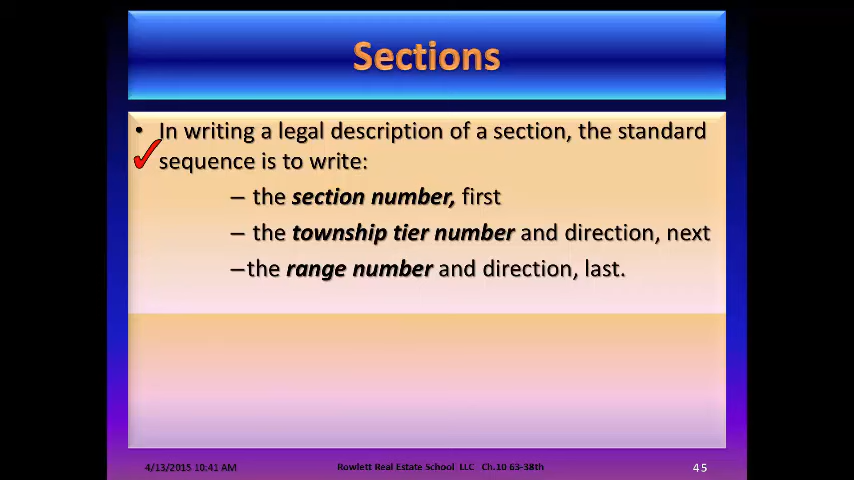 Sections
• In writing a legal description of a section, the standard
sequence is to write:
– the section number, first
– the township tier number and direction, next
–the range number and direction, last.
4/13/2015 10:41 AM Rowlett Real Estate School LLC Ch.10 63-38th 45